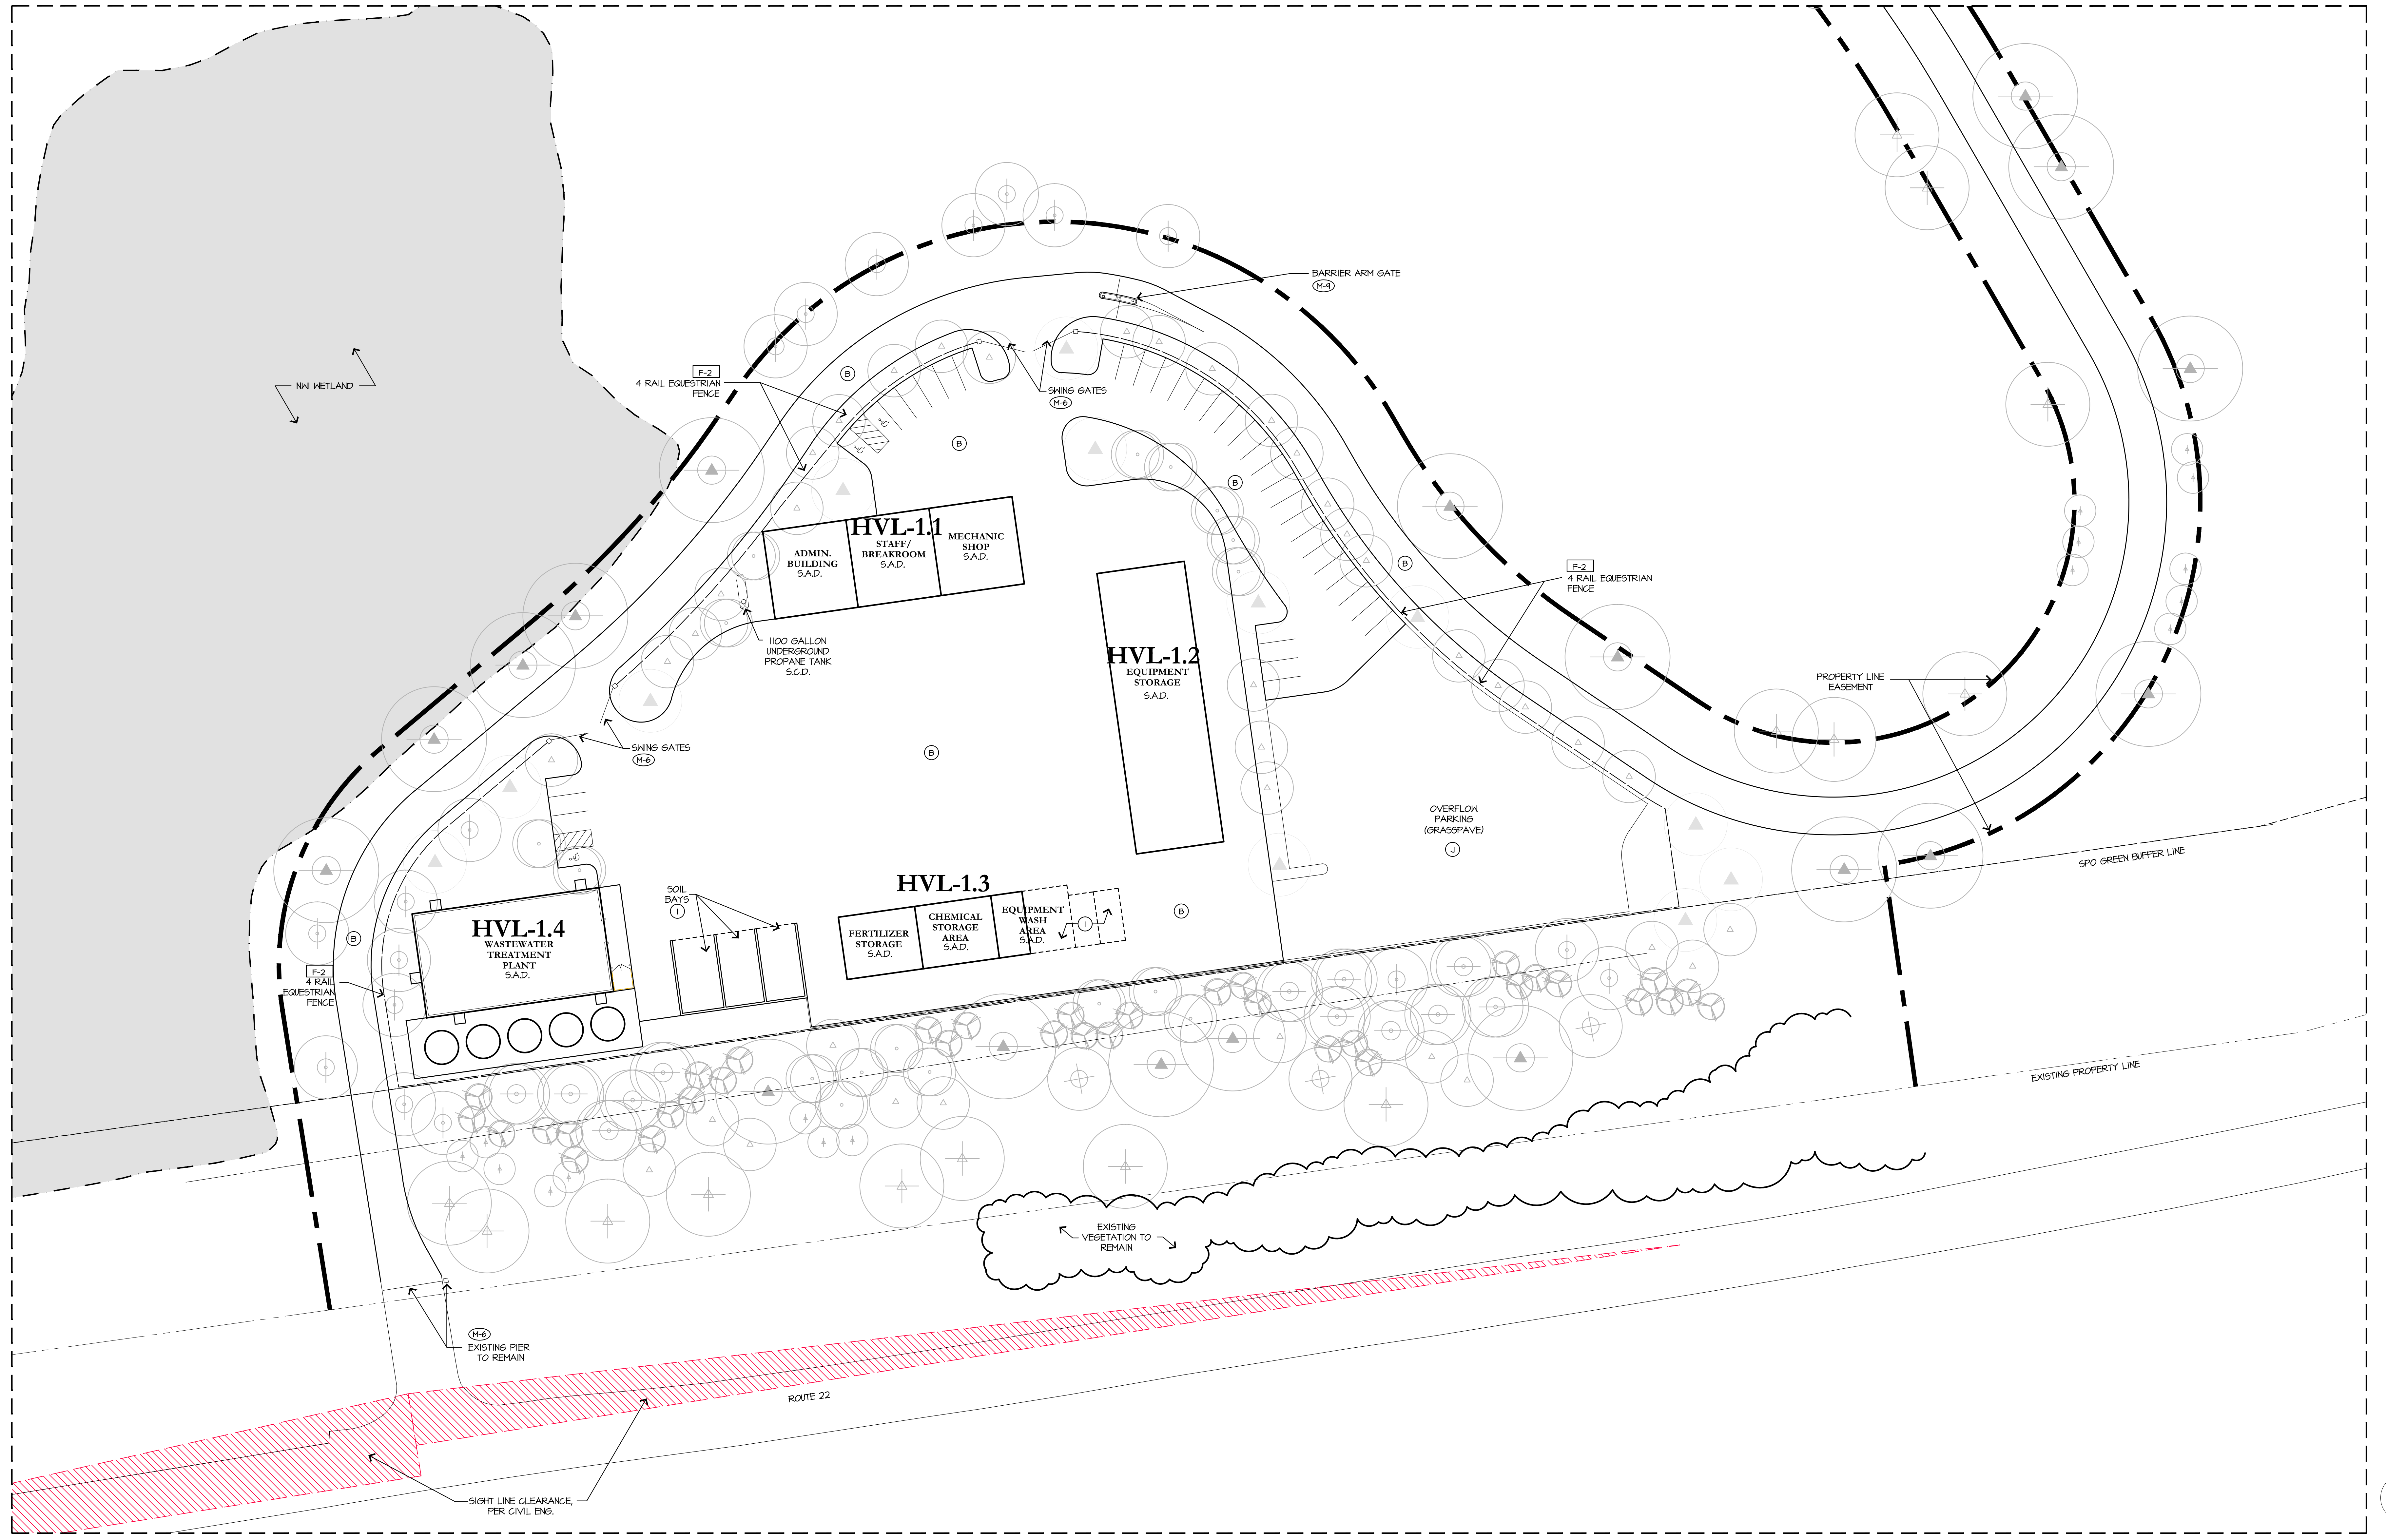 BARRIER ARM GATE
M-9
NWI WETLAND
F-2
4 RAIL EQUESTRIAN
FENCE
B
SWING GATES
M-6
B
B
HVL-1.1
ADMIN.
BUILDING
S.A.D.
STAFF/
BREAKROOM
S.A.D.
MECHANIC
SHOP
S.A.D.
B
F-2
4 RAIL EQUESTRIAN
FENCE
1100 GALLON
UNDERGROUND
PROPANE TANK
S.C.D.
HVL-1.2
EQUIPMENT
STORAGE
S.A.D.
PROPERTY LINE
EASEMENT
SWING GATES
M-6
B
OVERFLOW
PARKING
(GRASSPAVE)
J
SPO GREEN BUFFER LINE
SOIL
BAYS
I
HVL-1.3
FERTILIZER
STORAGE
S.A.D.
CHEMICAL
STORAGE
AREA
S.A.D.
EQUIPMENT
WASH
AREA
S.A.D.
I
B
HVL-1.4
WASTEWATER
TREATMENT
PLANT
S.A.D.
B
F-2
4 RAIL
EQUESTRIAN
FENCE
EXISTING PROPERTY LINE
EXISTING
VEGETATION TO
REMAIN
M-6
EXISTING PIER
TO REMAIN
ROUTE 22
SIGHT LINE CLEARANCE,
PER CIVIL ENG.